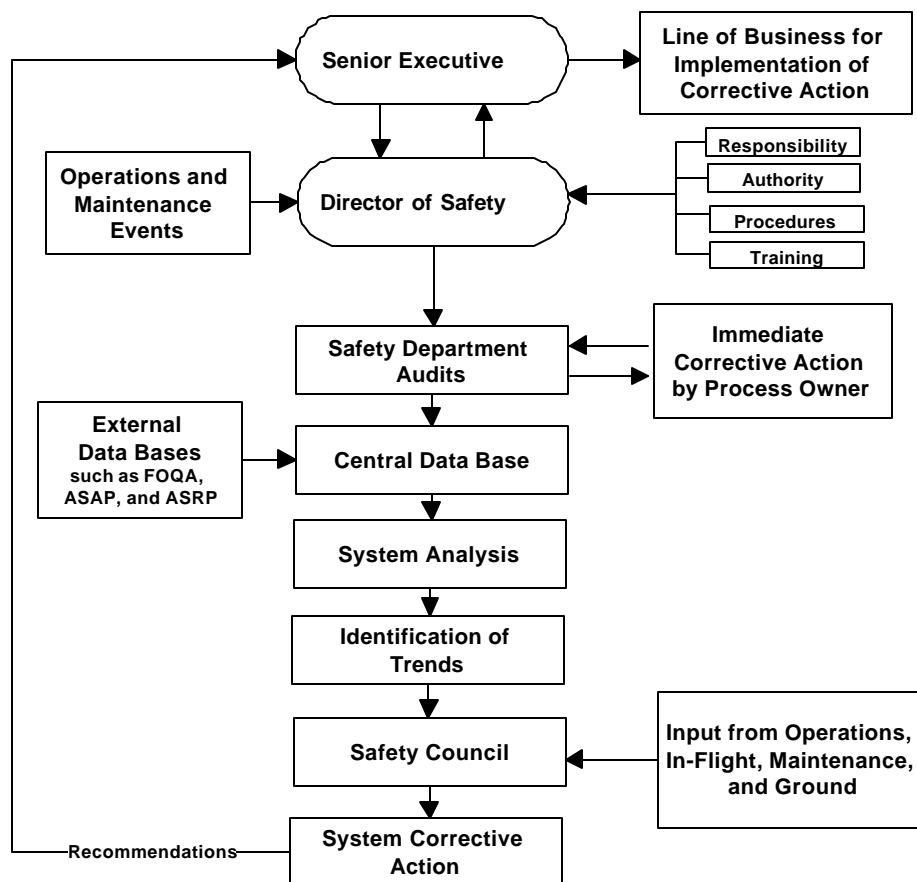 Senior Executive
Line of Business for
Implementation of
Corrective Action
Operations and
Maintenance
Events
Director of Safety
Responsibility
Authority
Procedures
Training
Safety Department
Audits
Immediate
Corrective Action
by Process Owner
External
Data Bases
such as FOQA,
ASAP, and ASRP
Central Data Base
System Analysis
Identification of
Trends
Safety Council
Input from Operations,
In-Flight, Maintenance,
and Ground
Recommendations
System Corrective
Action